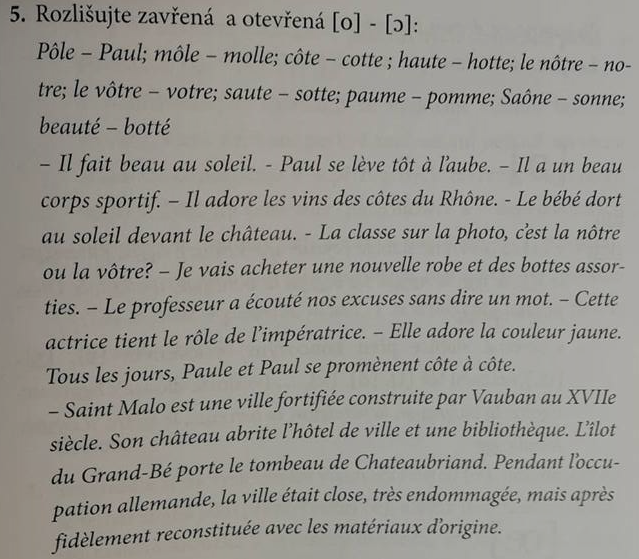 5. Rozlišujte zavřená a otevřená [o] - [ɔ]:
Pôle – Paul; môle – molle; côte – cotte ; haute – hotte; le nôtre – no-
tre; le vôtre – votre; saute – sotte; paume – pomme; Saône – sonne;
beauté – botté
– Il fait beau au soleil. - Paul se lève tôt à l'aube. – Il a un beau
corps sportif. – Il adore les vins des côtes du Rhône. - Le bébé dort
au soleil devant le château. - La classe sur la photo, c'est la nôtre
ou la vôtre? – Je vais acheter une nouvelle robe et des bottes assor-
ties. – Le professeur a écouté nos excuses sans dire un mot. – Cette
actrice tient le rôle de l'impératrice. – Elle adore la couleur jaune.
Tous les jours, Paule et Paul se promènent côte à côte.
– Saint Malo est une ville fortifiée construite par Vauban au XVIIe
siècle. Son château abrite l'hôtel de ville et une bibliothèque. L'îlot
du Grand-Bé porte le tombeau de Chateaubriand. Pendant l'occu-
pation allemande, la ville était close, très endommagée, mais après
fidèlement reconstituée avec les matériaux d'origine.